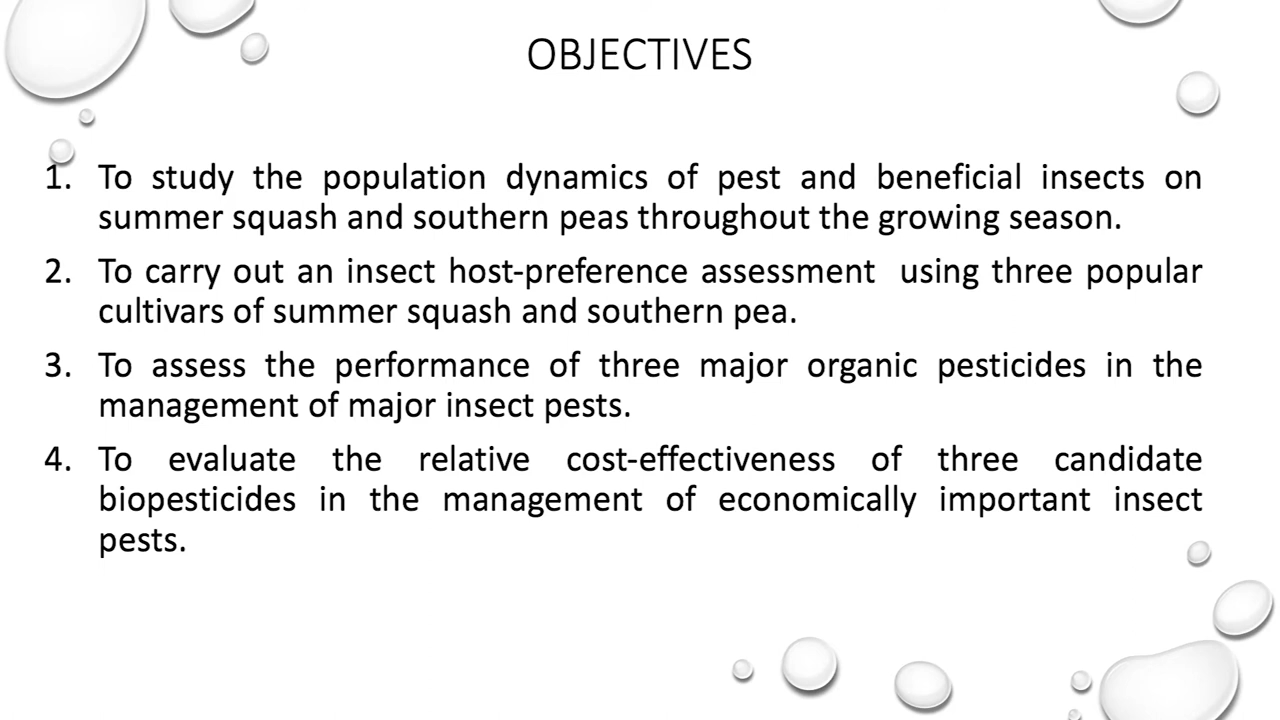 OBJECTIVES
1. To study the population dynamics of pest and beneficial insects on
summer squash and southern peas throughout the growing season.
2. To carry out an insect host-preference assessment  using three popular
cultivars of summer squash and southern pea.
3. To assess the performance of three major organic pesticides in the
management of major insect pests.
4. To evaluate the relative cost-effectiveness of three candidate
biopesticides in the management of economically important insect
pests.